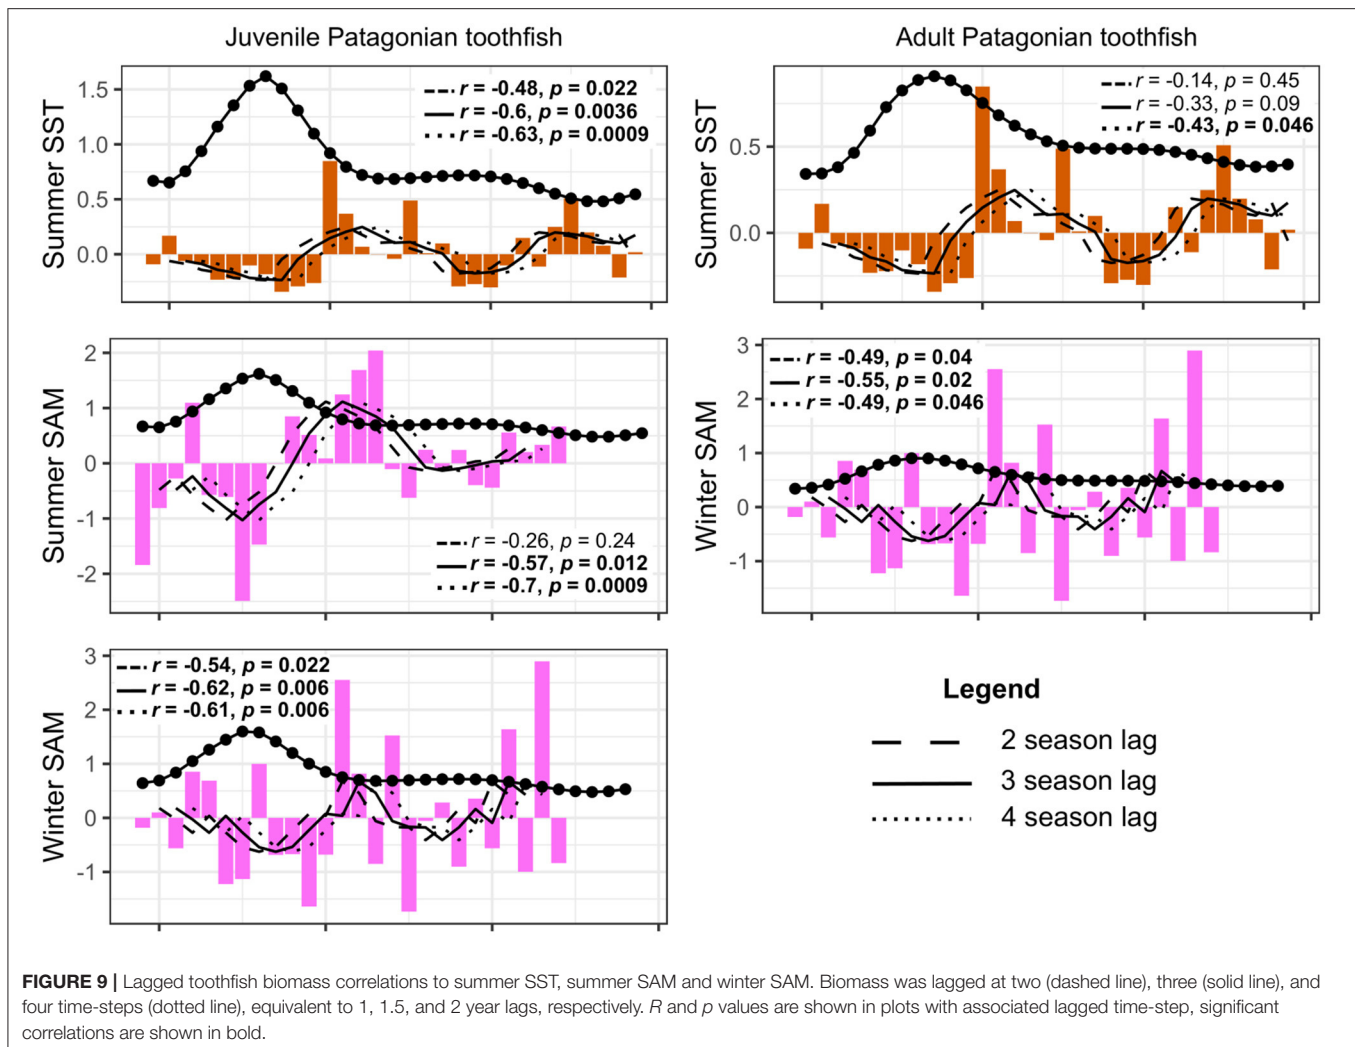 Juvenile Patagonian toothfish
Adult Patagonian toothfish
Summer SST
1.5
1.0
0.5
0.0
r = -0.48, p = 0.022
r = -0.6, p = 0.0036
r = -0.63, p = 0.0009
Summer SST
0.5
0.0
r = -0.14, p = 0.45
r = -0.33, p = 0.09
r = -0.43, p = 0.046
Summer SAM
2
1
0
-1
-2
r = -0.26, p = 0.24
r = -0.57, p = 0.012
r = -0.7, p = 0.0009
Winter SAM
3
2
1
0
-1
r = -0.49, p = 0.04
r = -0.55, p = 0.02
r = -0.49, p = 0.046
Winter SAM
3
2
1
0
-1
r = -0.54, p = 0.022
r = -0.62, p = 0.006
r = -0.61, p = 0.006
Legend
2 season lag
3 season lag
4 season lag
FIGURE 9 | Lagged toothfish biomass correlations to summer SST, summer SAM and winter SAM. Biomass was lagged at two (dashed line), three (solid line), and
four time-steps (dotted line), equivalent to 1, 1.5, and 2 year lags, respectively. R and p values are shown in plots with associated lagged time-step, significant
correlations are shown in bold.